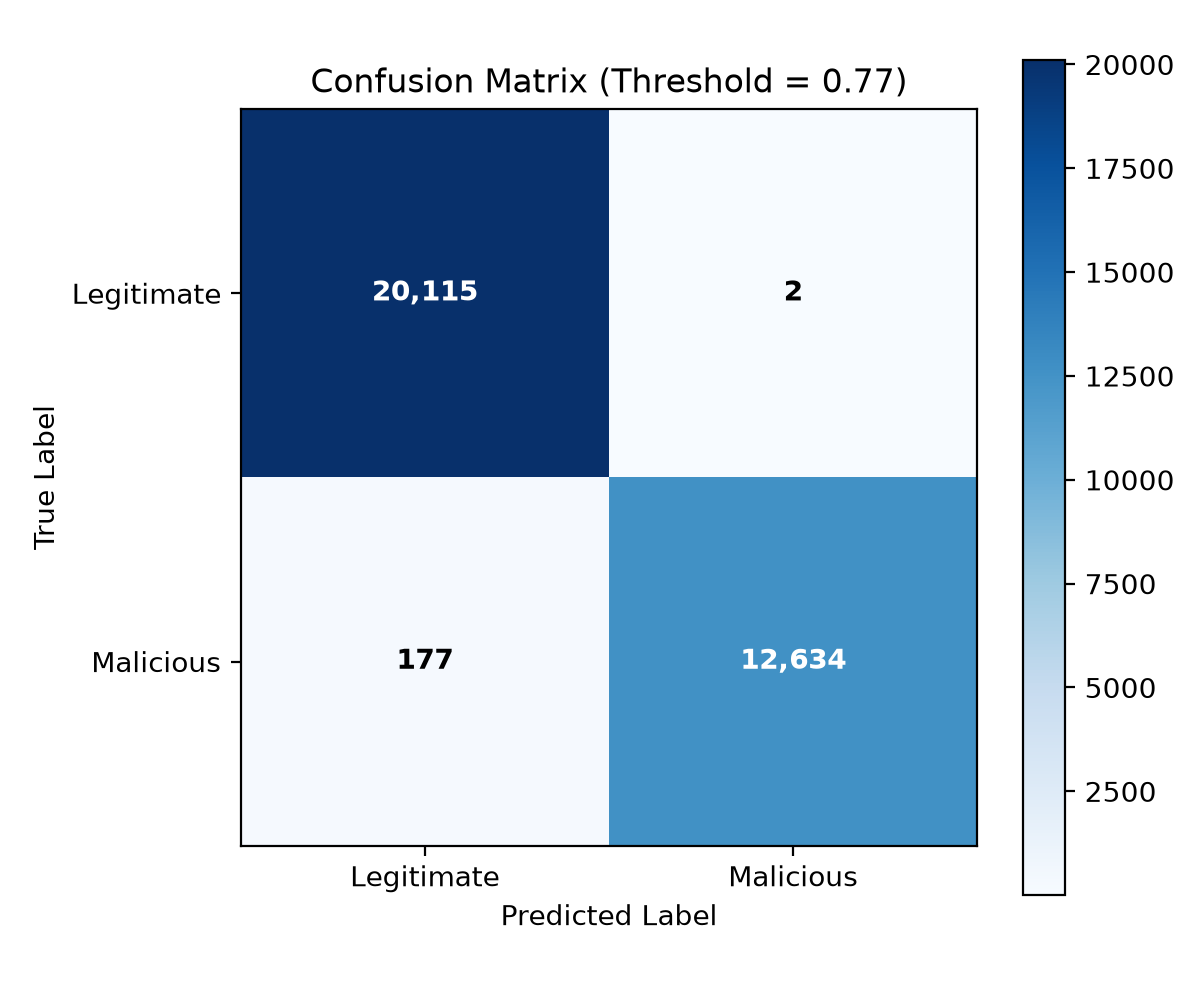 Confusion Matrix (Threshold = 0.77)
True Label
Legitimate
Malicious
20,115
2
177
12,634
Legitimate
Malicious
Predicted Label
20000
17500
15000
12500
10000
7500
5000
2500